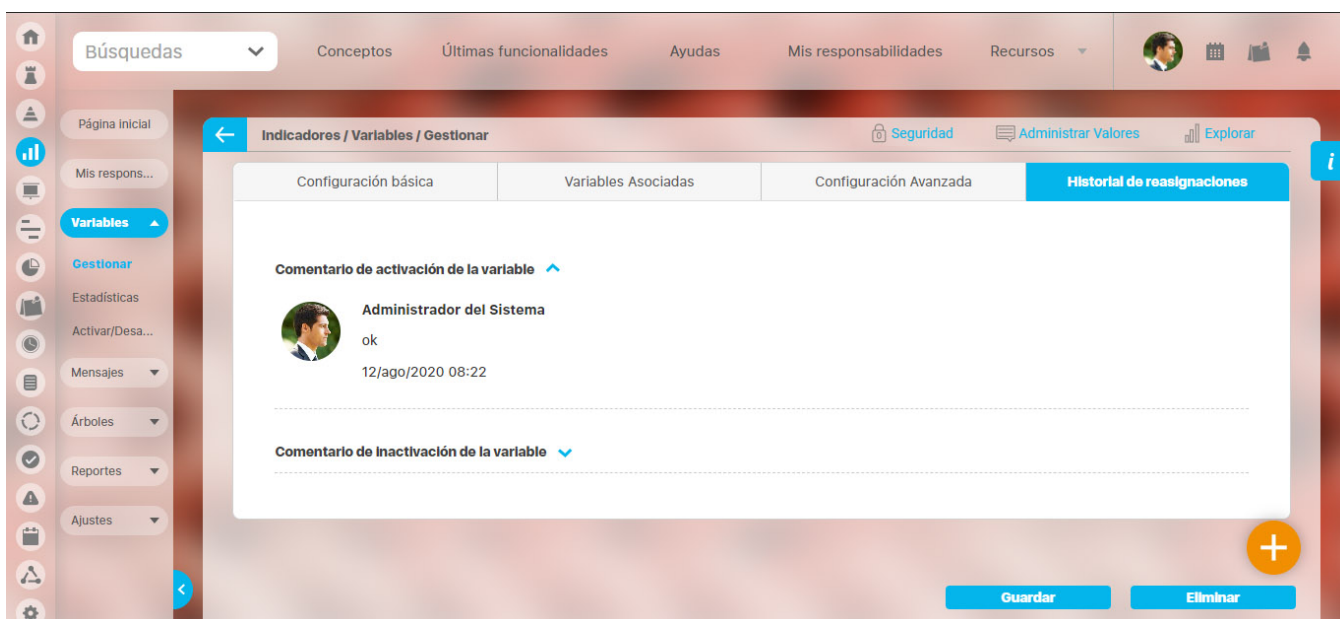 Búsquedas
Conceptos
Últimas funcionalidades
Ayudas
Mis responsabilidades
Recursos
Página inicial
Mis respons...
Variables
Gestionar
Estadísticas
Activar/Desa...
Mensajes
Árboles
Reportes
Ajustes
Indicadores / Variables / Gestionar
Seguridad
Administrar Valores
Explorar
i
Configuración básica
Variables Asociadas
Configuración Avanzada
Historial de reasignaciones
Comentario de activación de la variable
Administrador del Sistema
ok
12/ago/2020 08:22
Comentario de Inactivación de la variable
Guardar
Eliminar